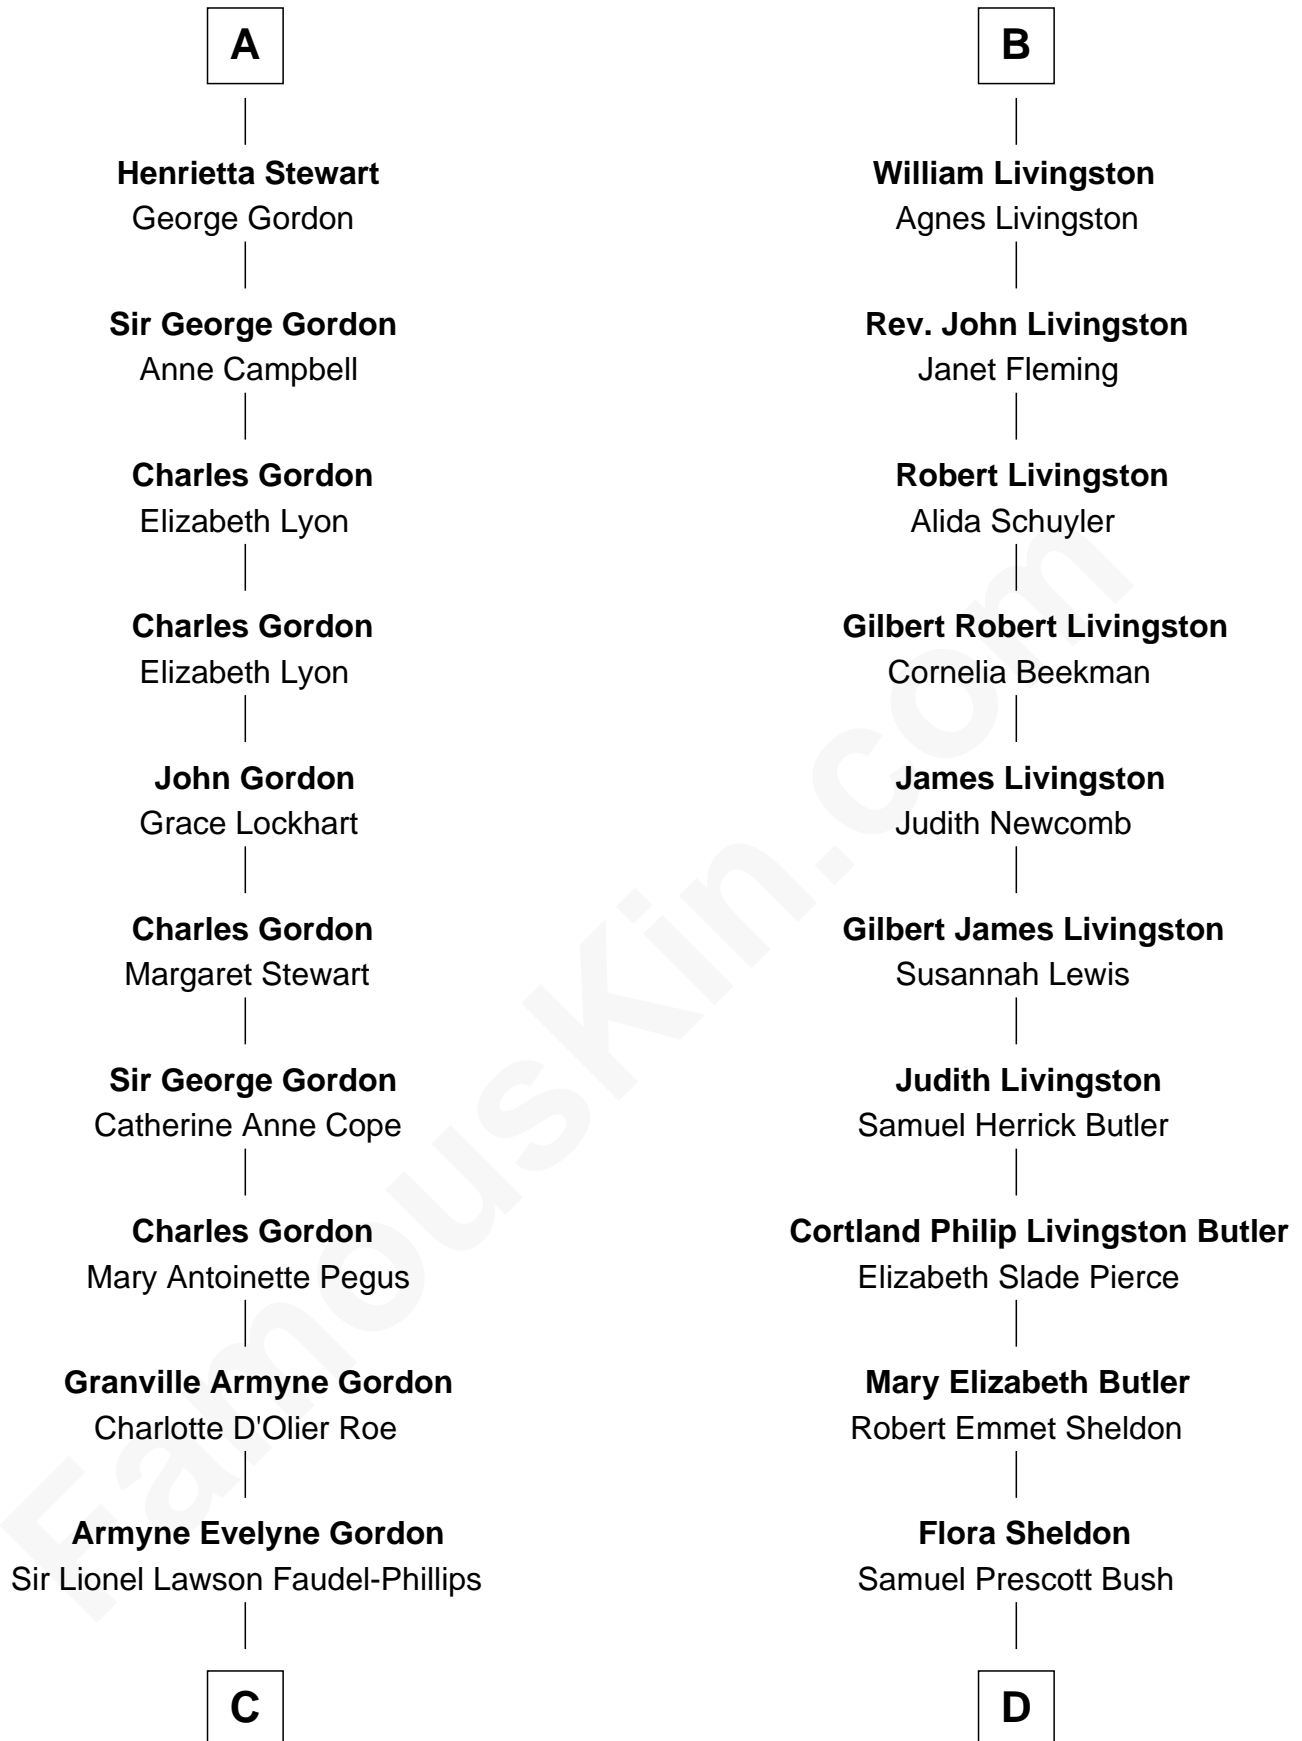 A
Henrietta Stewart
George Gordon
Sir George Gordon
Anne Campbell
Charles Gordon
Elizabeth Lyon
Charles Gordon
Elizabeth Lyon
John Gordon
Grace Lockhart
Charles Gordon
Margaret Stewart
Sir George Gordon
Catherine Anne Cope
Charles Gordon
Mary Antoinette Pegus
Granville Armyne Gordon
Charlotte D'Olier Roe
Armyne Evelyne Gordon
Sir Lionel Lawson Faudel-Phillips
C
B
William Livingston
Agnes Livingston
Rev. John Livingston
Janet Fleming
Robert Livingston
Alida Schuyler
Gilbert Robert Livingston
Cornelia Beekman
James Livingston
Judith Newcomb
Gilbert James Livingston
Susannah Lewis
Judith Livingston
Samuel Herrick Butler
Cortland Philip Livingston Butler
Elizabeth Slade Pierce
Mary Elizabeth Butler
Robert Emmet Sheldon
Flora Sheldon
Samuel Prescott Bush
D
FamousKin.com